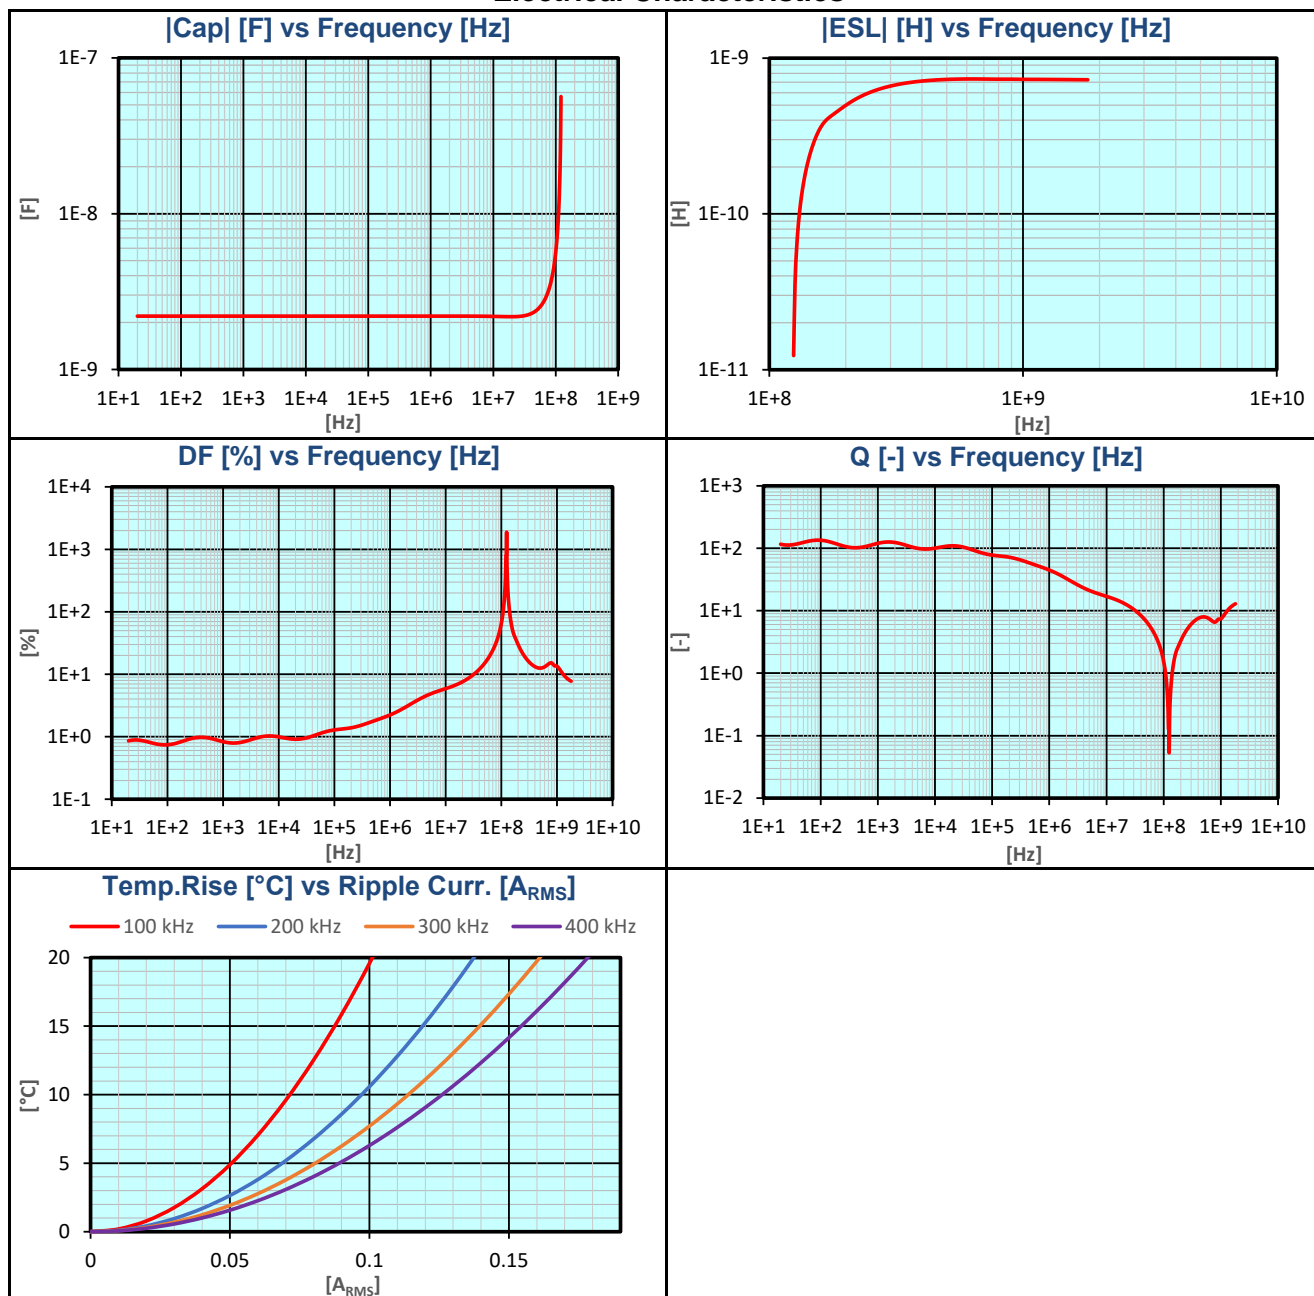 |Cap| [F] vs Frequency [Hz]
1E-7
1E-8
1E-9
[F]
1E+1 1E+2 1E+3 1E+4 1E+5 1E+6 1E+7 1E+8 1E+9
[Hz]
|ESL| [H] vs Frequency [Hz]
1E-9
1E-10
1E-11
[H]
1E+8 1E+9 1E+10
[Hz]
DF [%] vs Frequency [Hz]
1E+4
1E+3
1E+2
1E+1
1E+0
1E-1
[%]
1E+1 1E+2 1E+3 1E+4 1E+5 1E+6 1E+7 1E+8 1E+9 1E+10
[Hz]
Q [-] vs Frequency [Hz]
1E+3
1E+2
1E+1
1E+0
1E-1
1E-2
[-]
1E+1 1E+2 1E+3 1E+4 1E+5 1E+6 1E+7 1E+8 1E+9 1E+10
[Hz]
Temp.Rise [°C] vs Ripple Curr. [ARMS]
100 kHz 200 kHz 300 kHz 400 kHz
20
15
10
5
0
[°C]
0 0.05 0.1 0.15
[ARMS]